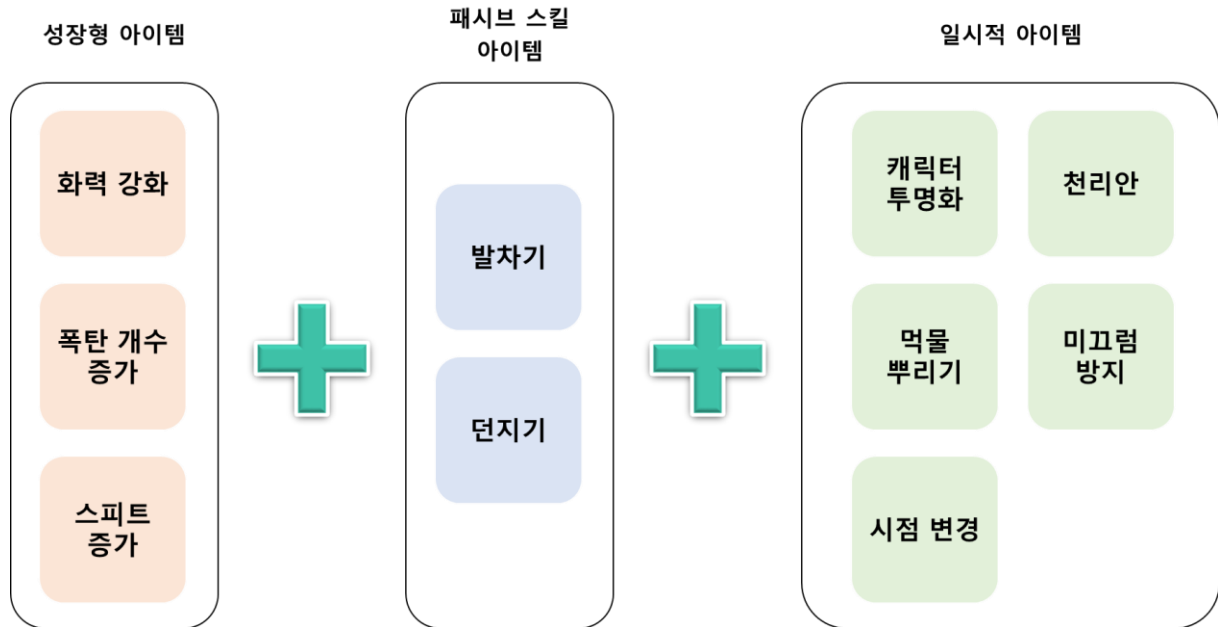 성장형 아이템
화력 강화
폭탄 개수
증가
스피트
증가
패시브 스킬
아이템
발차기
던지기
일시적 아이템
캐릭터
투명화
천리안
먹물
뿌리기
미끄럼
방지
시점 변경